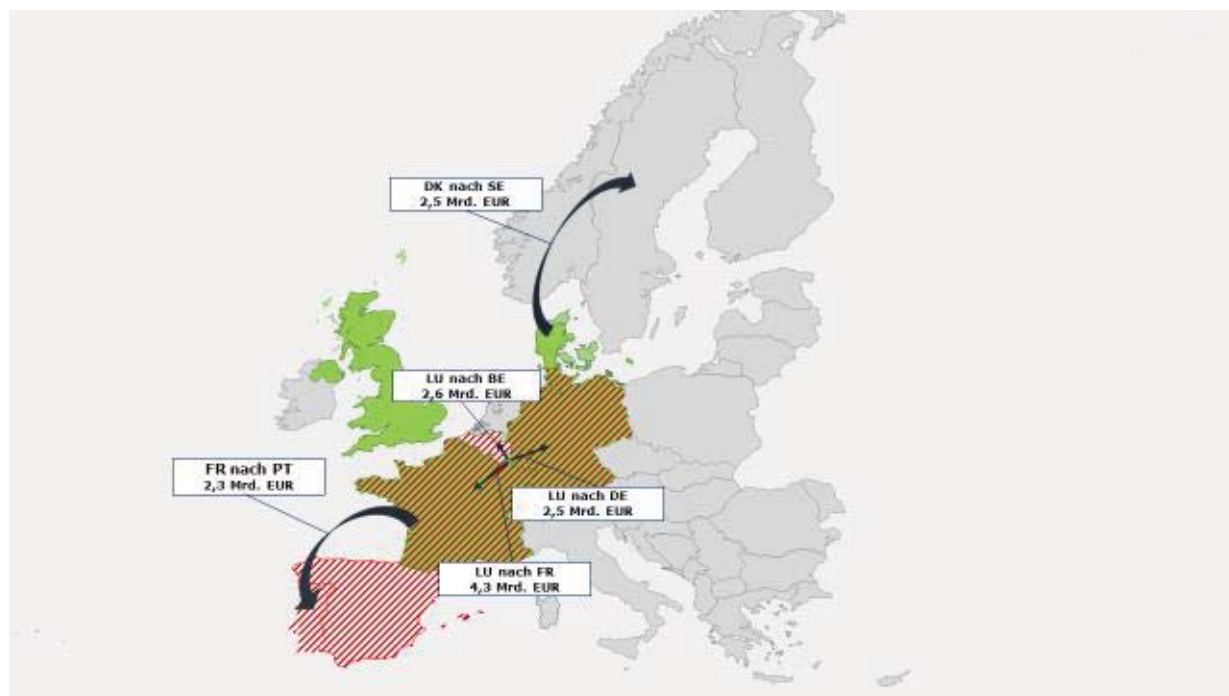 DK nach SE
2,5 Mrd. EUR
LU nach BE
2,6 Mrd. EUR
FR nach PT
2,3 Mrd. EUR
LU nach DE
2,5 Mrd. EUR
LU nach FR
4,3 Mrd. EUR